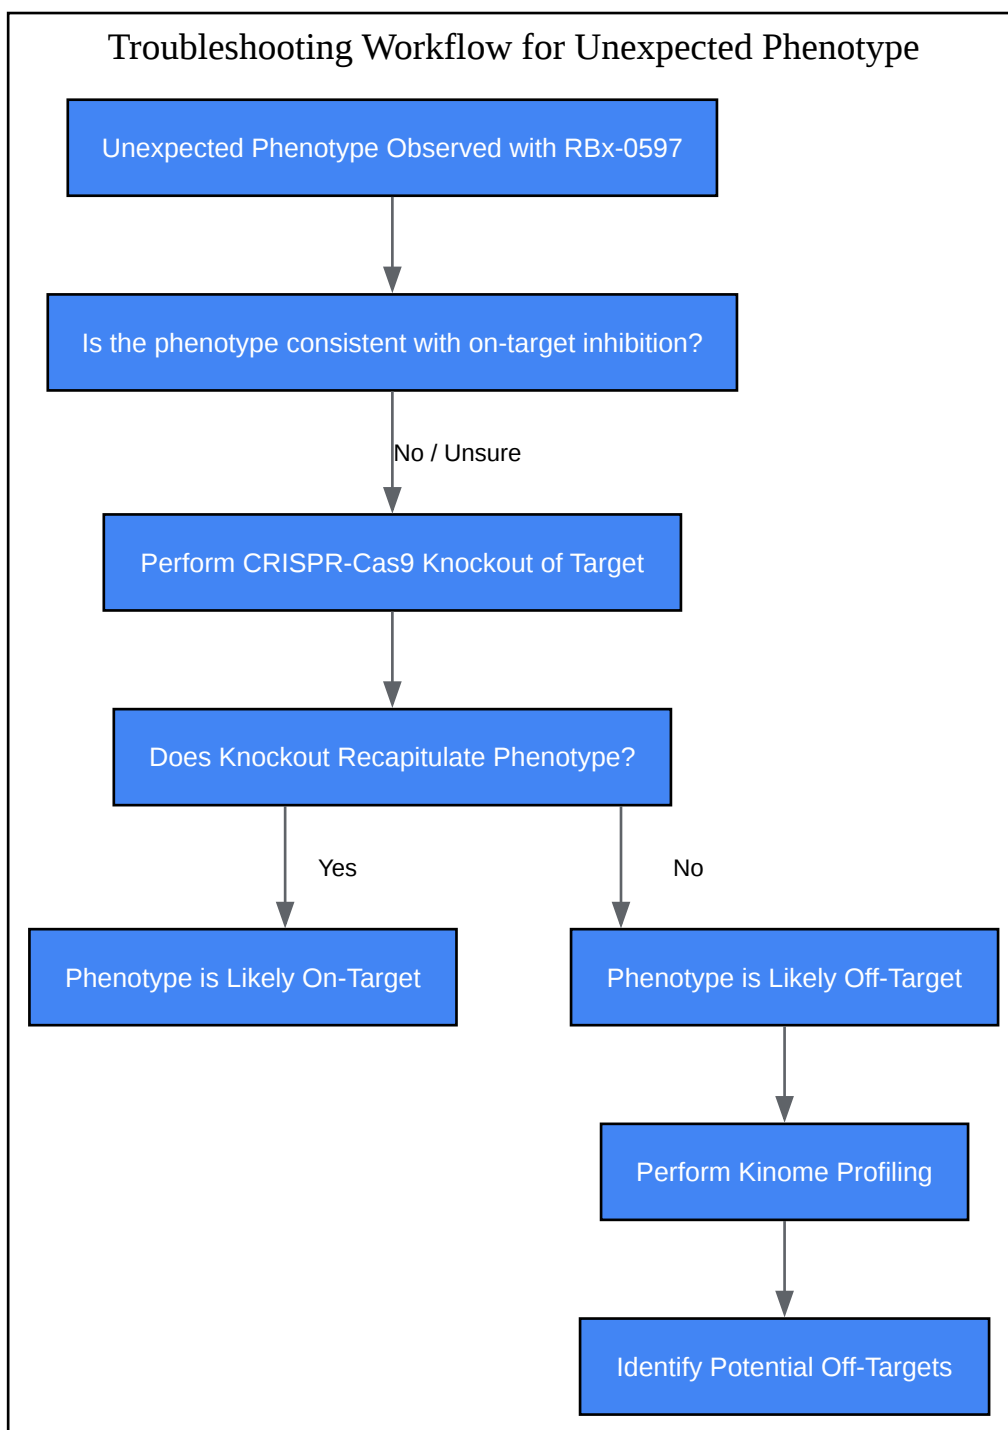 Troubleshooting Workflow for Unexpected Phenotype
Unexpected Phenotype Observed with RBx-0597
Is the phenotype consistent with on-target inhibition?
No / Unsure
Perform CRISPR-Cas9 Knockout of Target
Does Knockout Recapitulate Phenotype?
Yes
No
Phenotype is Likely On-Target
Phenotype is Likely Off-Target
Perform Kinome Profiling
Identify Potential Off-Targets